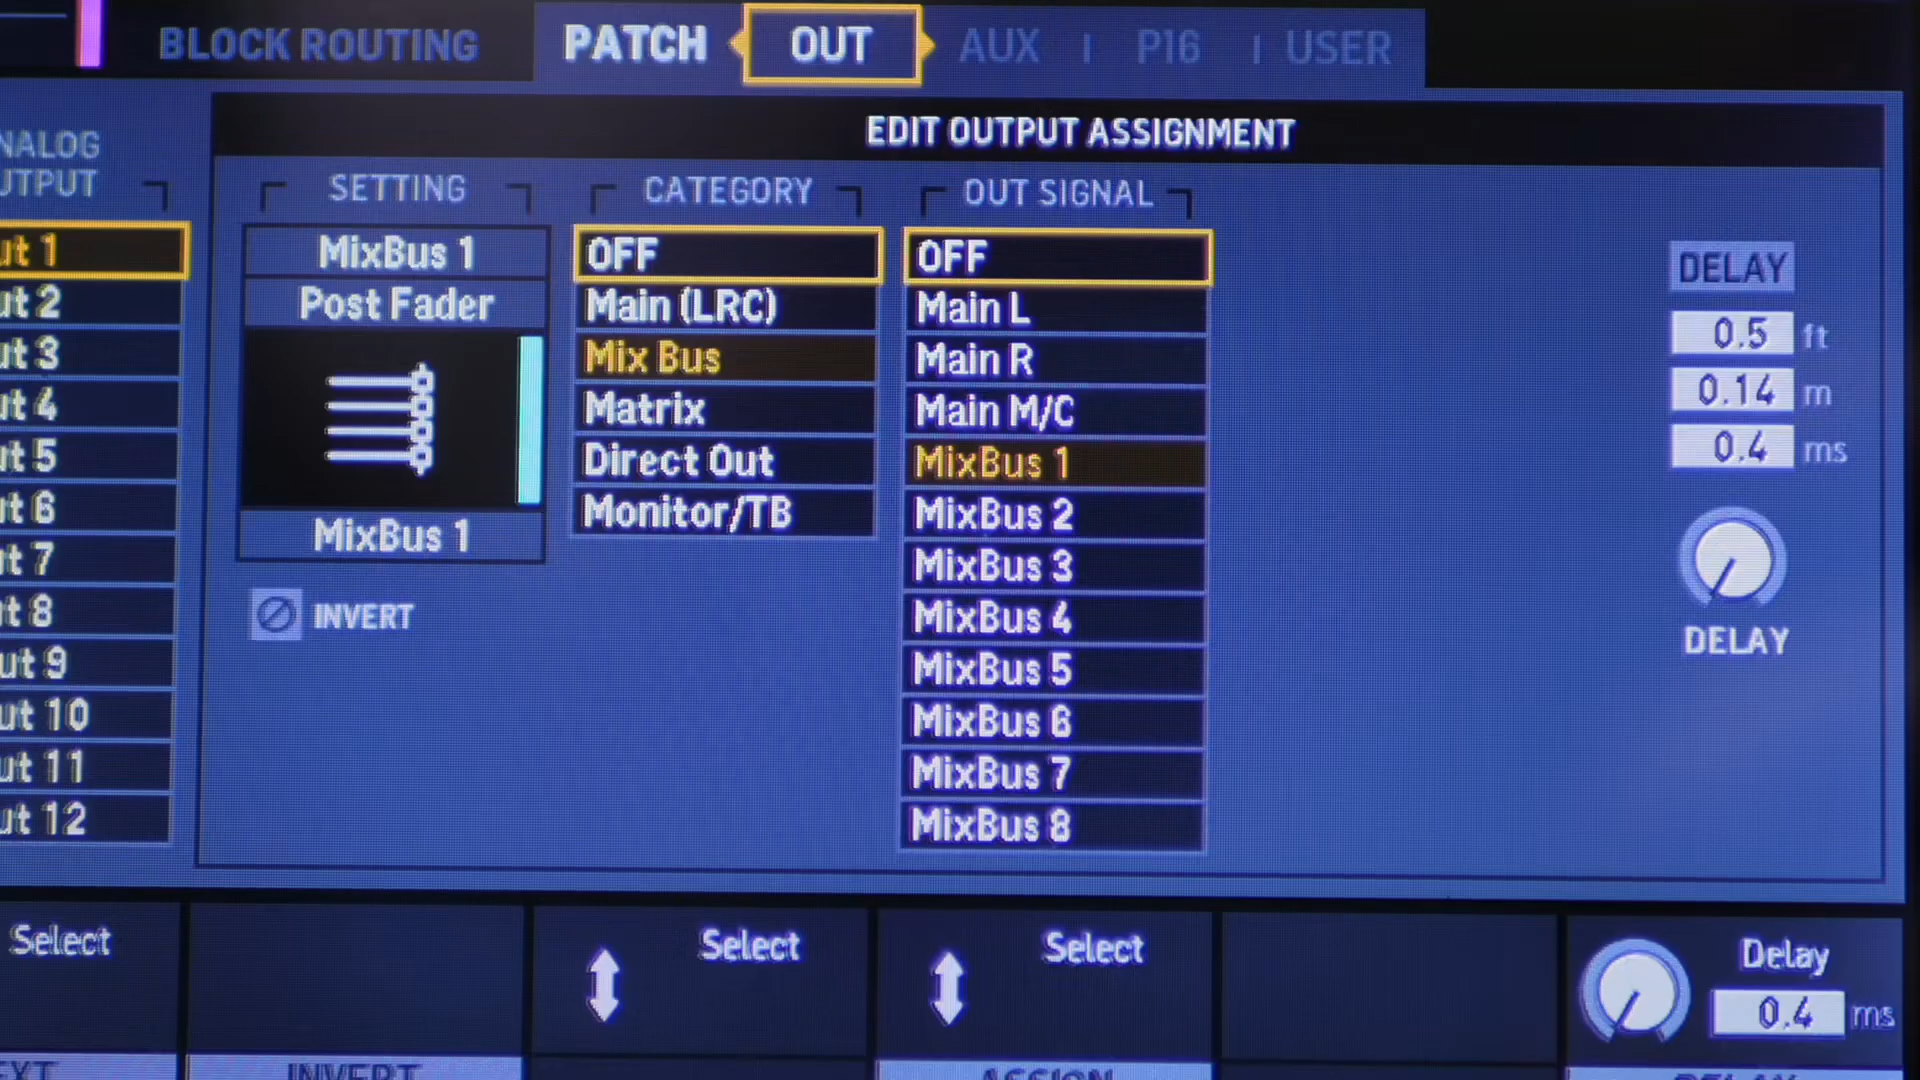 BLOCK ROUTING
PATCH
OUT
AUX
P16
USER
EDIT OUTPUT ASSIGNMENT
NALOG
UTPUT
ut 1
ut 2
ut 3
ut 4
ut 5
ut 6
ut 7
ut 8
ut 9
ut 10
ut 11
ut 12
SETTING
MixBus 1
Post Fader
MixBus 1
INVERT
CATEGORY
OFF
Main (LRC)
Mix Bus
Matrix
Direct Out
Monitor/TB
OUT SIGNAL
OFF
Main L
Main R
Main M/C
MixBus 1
MixBus 2
MixBus 3
MixBus 4
MixBus 5
MixBus 6
MixBus 7
MixBus 8
DELAY
0.5 ft
0.14 m
0.4 ms
DELAY
Select
Select
Select
Delay
0.4 ms
EXT
INVERT
ASSIGN
DELAY